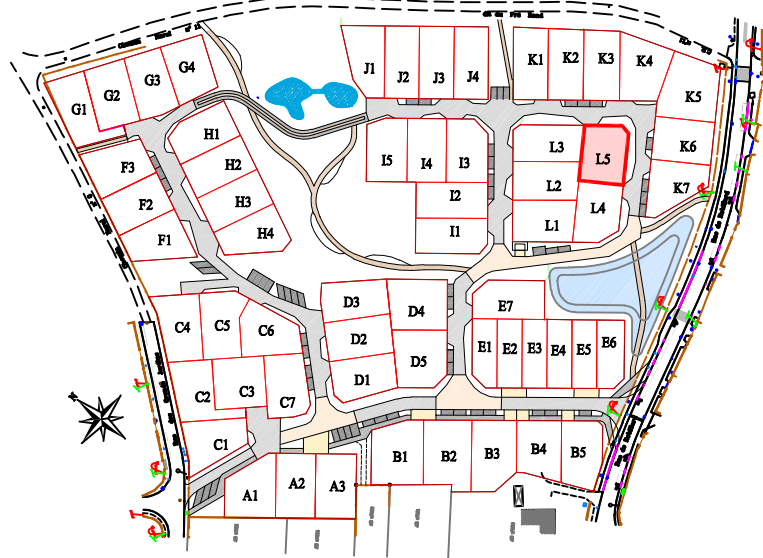 J1 J2 J3 J4
K1 K2 K3 K4
G1 G2 G3 G4
K5
H1 H2 H3 H4
I5 I4 I3
L3 L5
K6
F3 F2 F1
I2
L2
K7
I1
L1 L4
D3 D4
E7
C4 C5 C6
D2
E1 E2 E3 E4 E5 E6
D1 D5
C2 C3 C7
C1
B1 B2 B3 B4 B5
A1 A2 A3